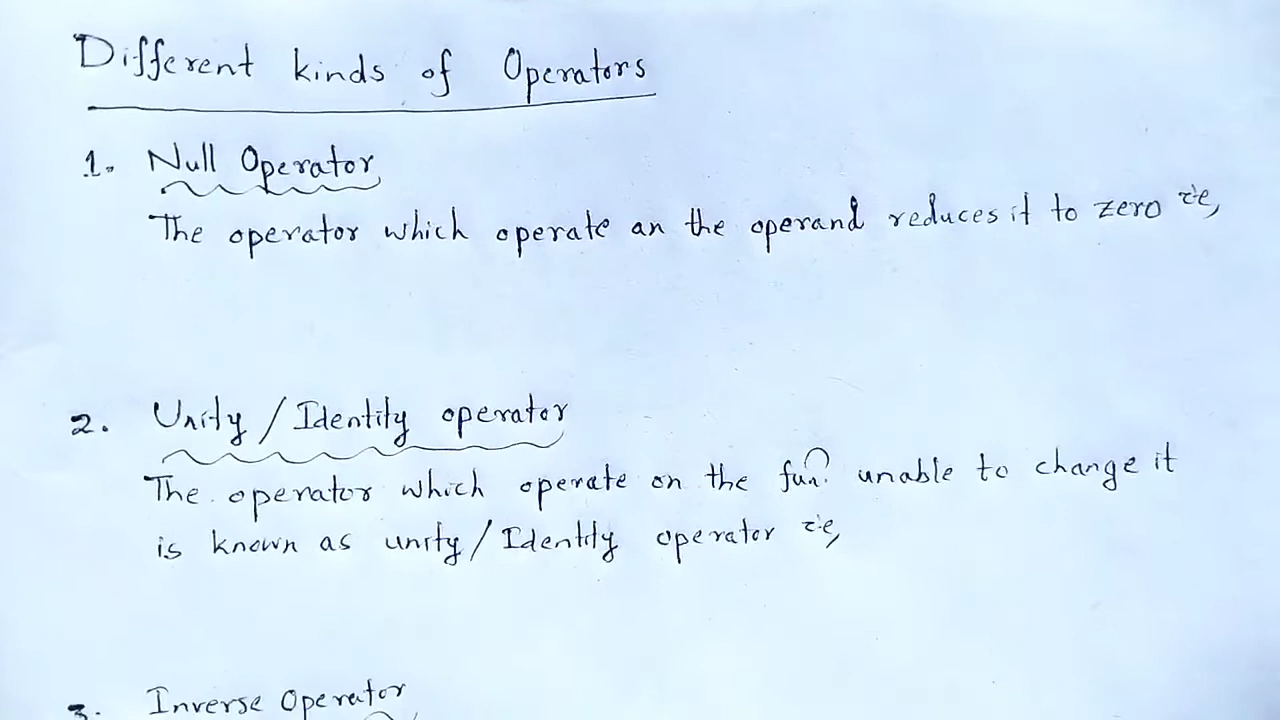 Different kinds of Operators
1. Null Operator
The operator which operate an the operand reduces it to zero i.e,
2. Unity / Identity operator
The operator which operate on the fun. unable to change it
is known as unity / Identity operator i.e,
3. Inverse Operator